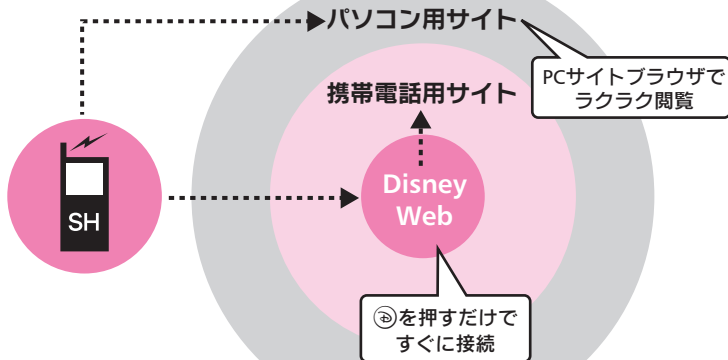 パソコン用サイト
PCサイトブラウザで
ラクラク閲覧
携帯電話用サイト
SH
Disney
Web
を押すだけで
すぐに接続